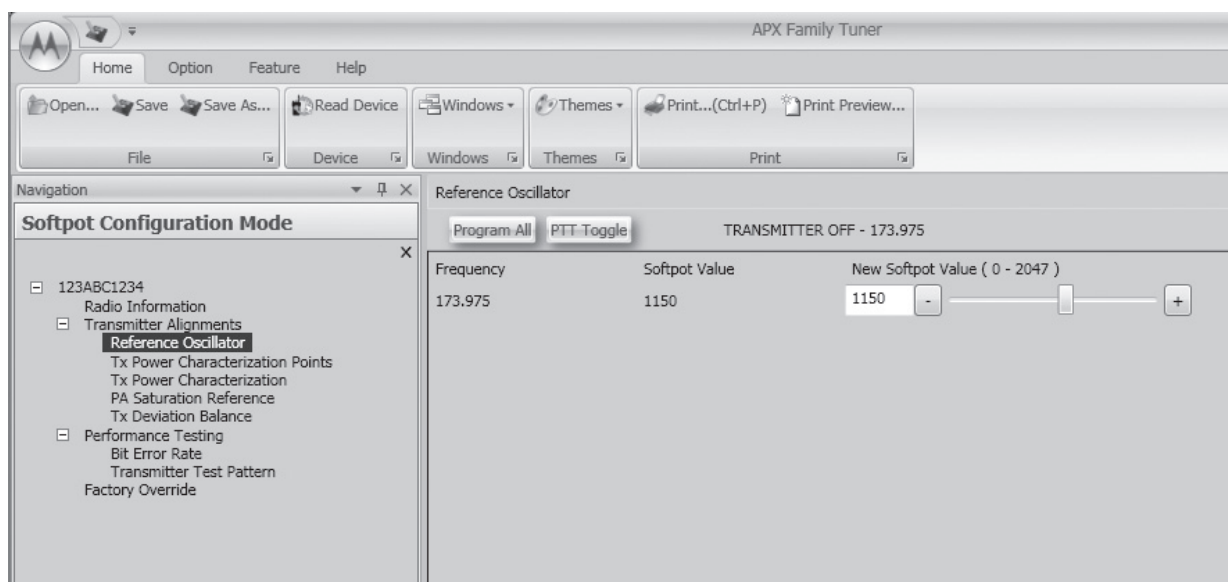 APX Family Tuner
Home Option Feature Help
Open... Save Save As... Read Device Windows Themes Print...(Ctrl+P) Print Preview...
File Device Windows Themes Print
Navigation
Softpot Configuration Mode
123ABC1234
Radio Information
Transmitter Alignments
Reference Oscillator
Tx Power Characterization Points
Tx Power Characterization
PA Saturation Reference
Tx Deviation Balance
Performance Testing
Bit Error Rate
Transmitter Test Pattern
Factory Override
Reference Oscillator
Program All PTT Toggle TRANSMITTER OFF - 173.975
Frequency Softpot Value New Softpot Value ( 0 - 2047 )
173.975 1150 1150 - +